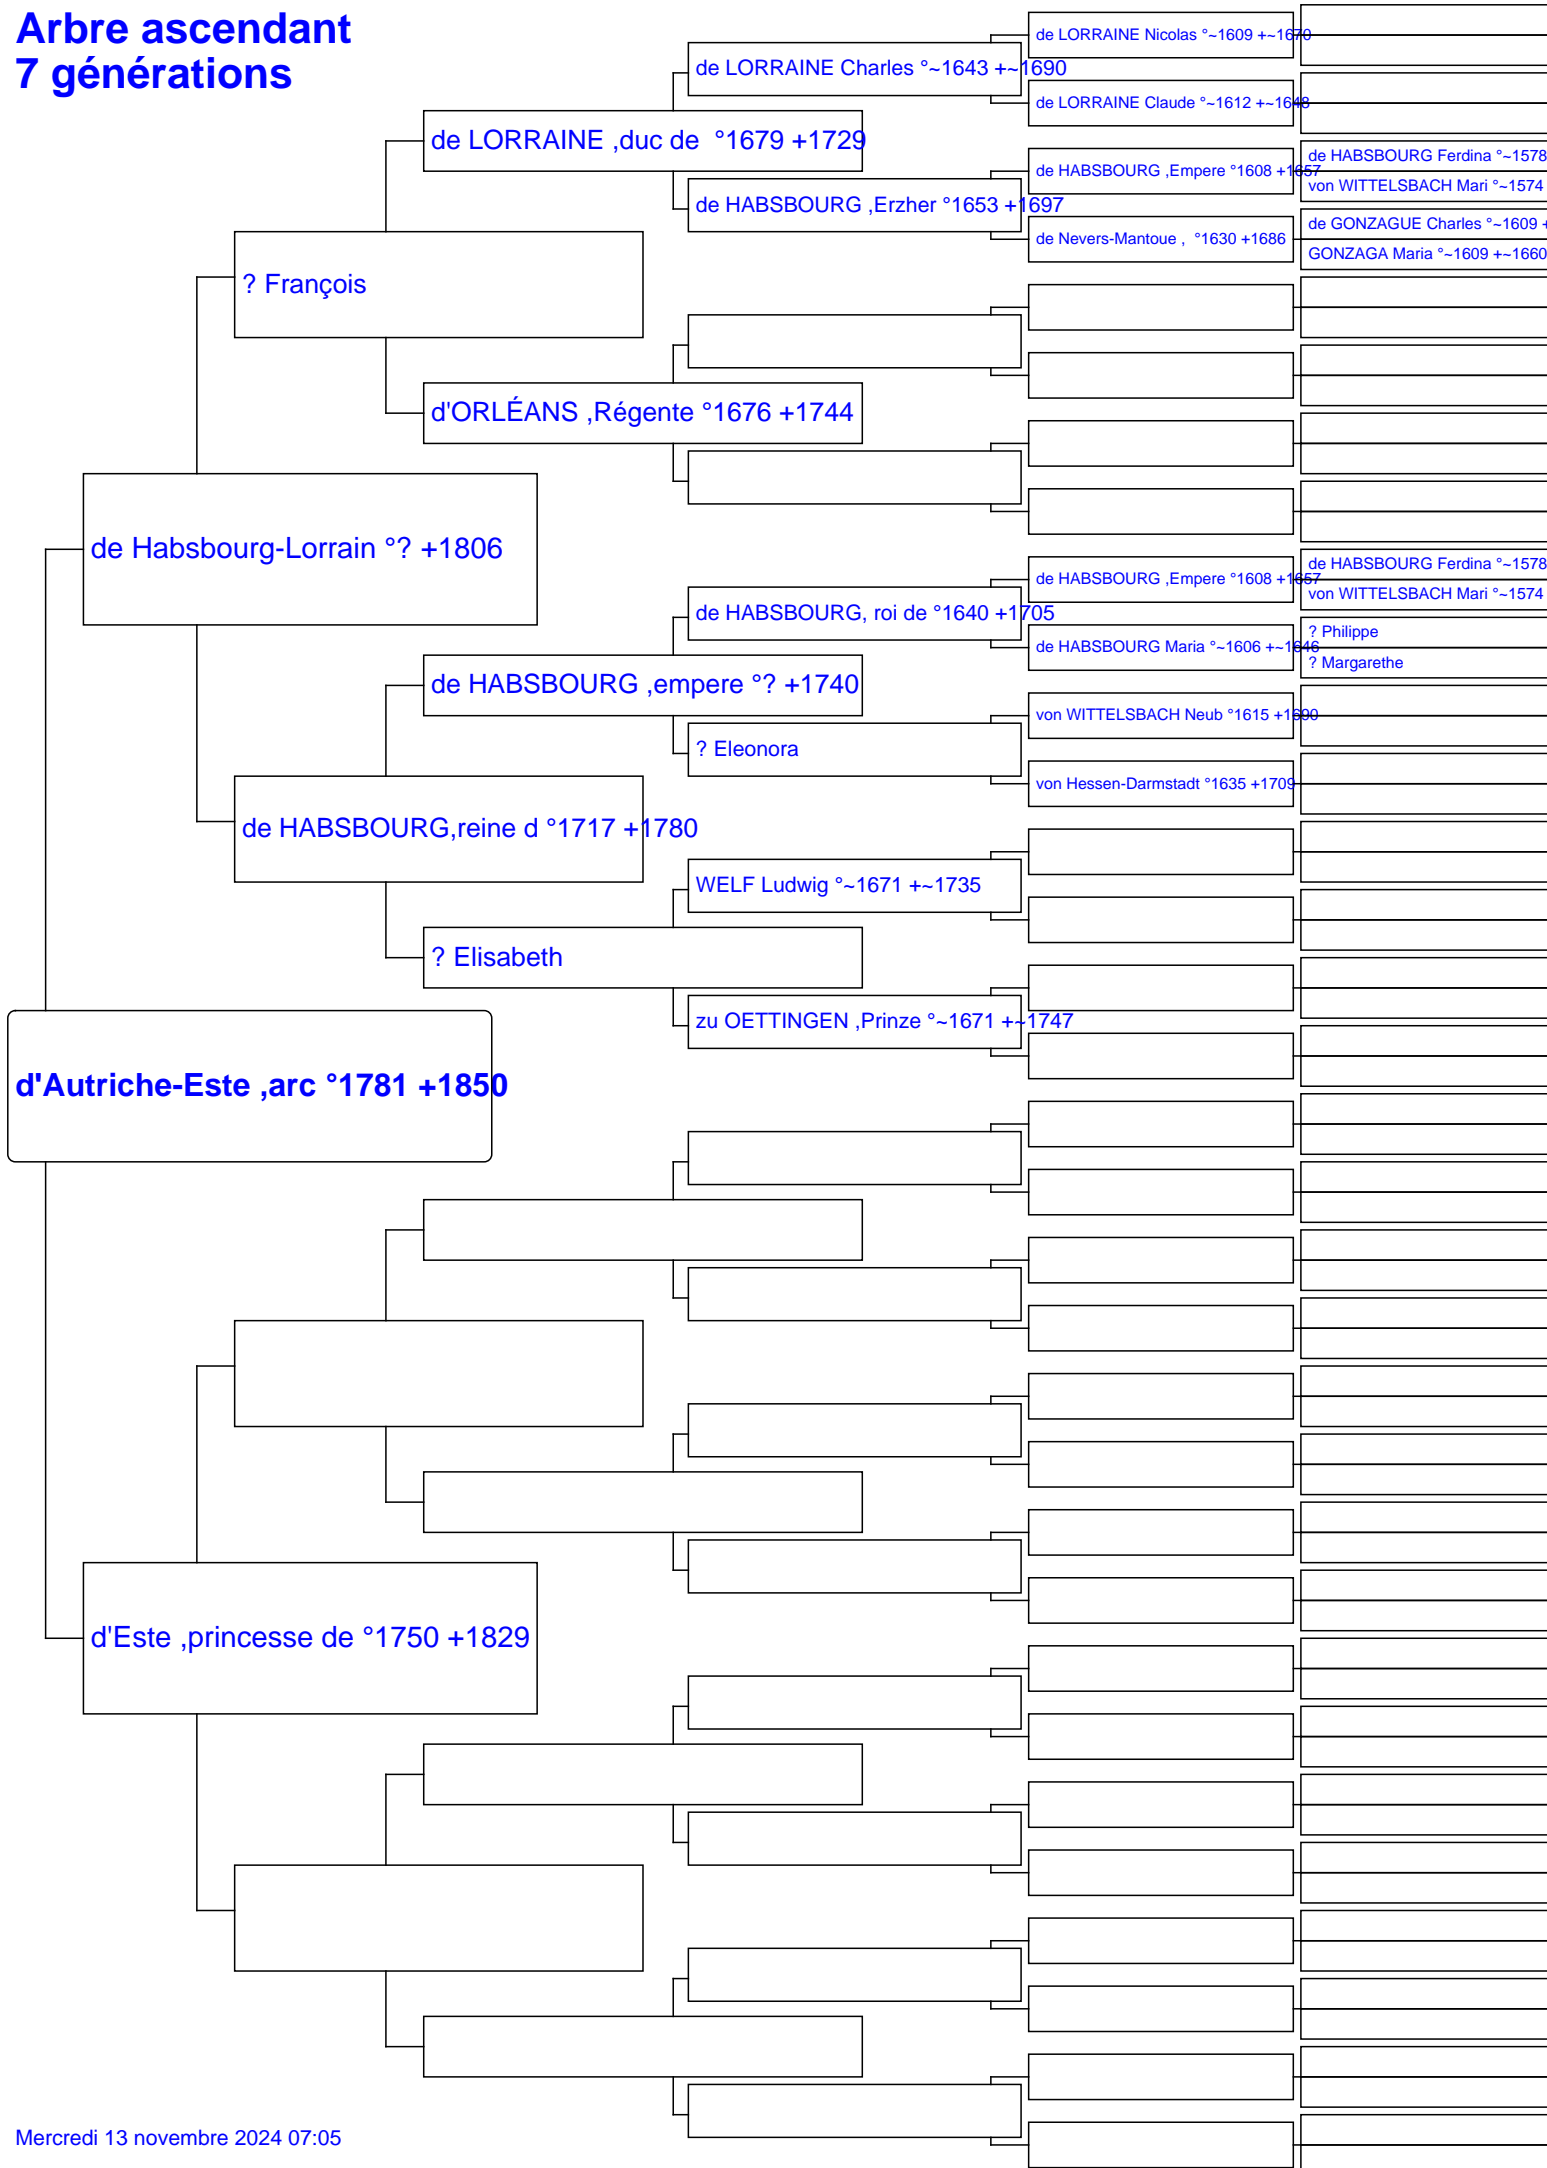 Arbre ascendant
7 générations
de LORRAINE Nicolas °~1609 +~1670
de LORRAINE Charles °~1643 +~1690
de LORRAINE Claude °~1612 +~1648
de LORRAINE ,duc de  °1679 +1729
de HABSBOURG Ferdina °~1578
de HABSBOURG ,Empere °1608 +1657
von WITTELSBACH Mari °~1574
de HABSBOURG ,Erzher °1653 +1697
de GONZAGUE Charles °~1609 +
de Nevers-Mantoue ,  °1630 +1686
GONZAGA Maria °~1609 +~1660
? François
d'ORLÉANS ,Régente °1676 +1744
de Habsbourg-Lorrain °? +1806
de HABSBOURG Ferdina °~1578
de HABSBOURG ,Empere °1608 +1657
von WITTELSBACH Mari °~1574
de HABSBOURG, roi de °1640 +1705
? Philippe
de HABSBOURG Maria °~1606 +~1646
? Margarethe
de HABSBOURG ,empere °? +1740
von WITTELSBACH Neub °1615 +1690
? Eleonora
von Hessen-Darmstadt °1635 +1709
de HABSBOURG,reine d °1717 +1780
WELF Ludwig °~1671 +~1735
? Elisabeth
zu OETTINGEN ,Prinze °~1671 +~1747
d'Autriche-Este ,arc °1781 +1850
d'Este ,princesse de °1750 +1829
Mercredi 13 novembre 2024 07:05